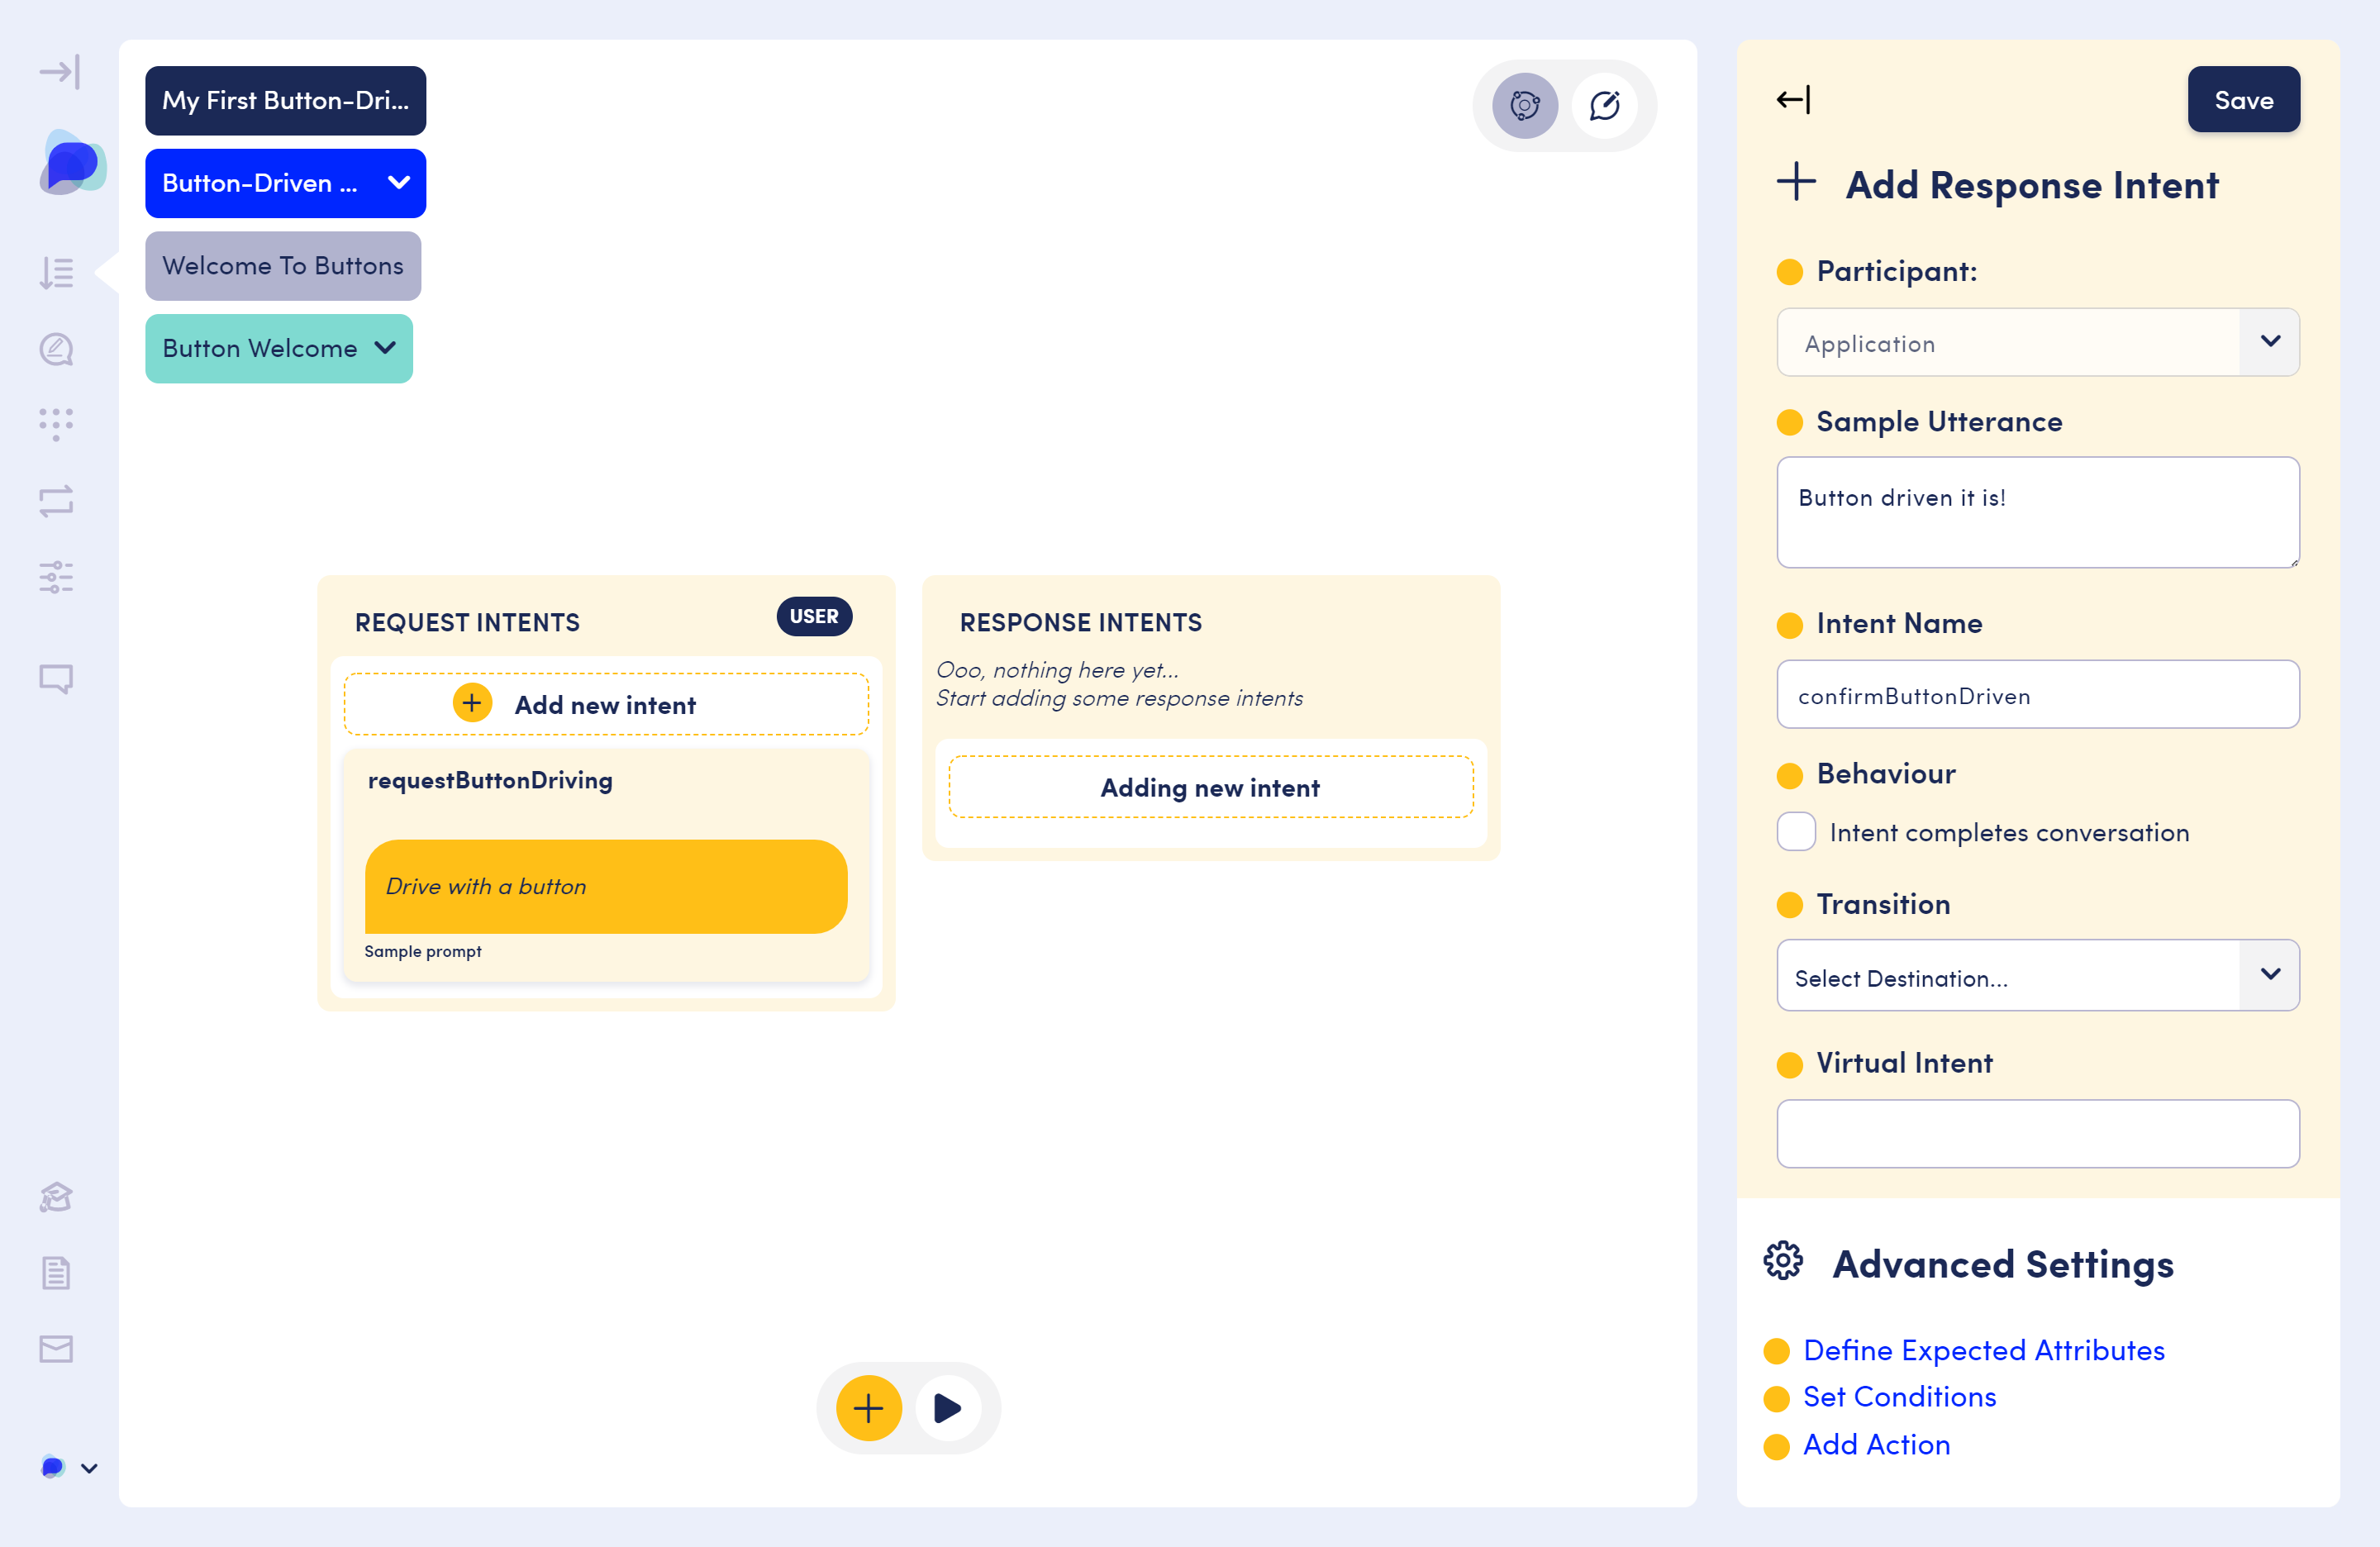 My First Button-Dri...
Button-Driven ...
Welcome To Buttons
Button Welcome
REQUEST INTENTS
USER
Add new intent
requestButtonDriving
Drive with a button
Sample prompt
RESPONSE INTENTS
Ooo, nothing here yet...
Start adding some response intents
Adding new intent
Save
Add Response Intent
Participant:
Application
Sample Utterance
Button driven it is!
Intent Name
confirmButtonDriven
Behaviour
Intent completes conversation
Transition
Select Destination...
Virtual Intent
Advanced Settings
Define Expected Attributes
Set Conditions
Add Action